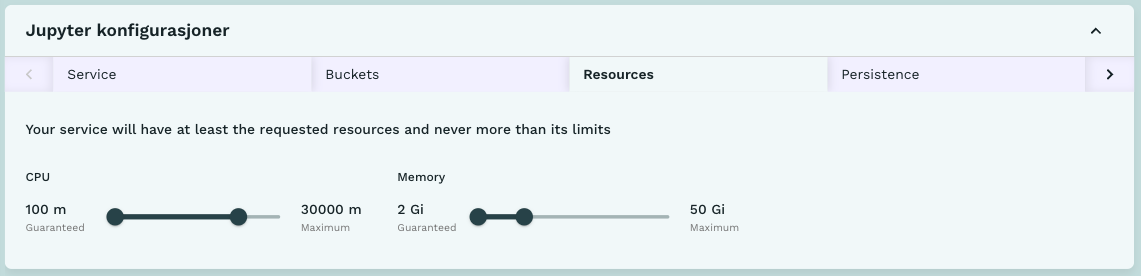 Jupyter konfigurasjoner
Service
Buckets
Resources
Persistence
Your service will have at least the requested resources and never more than its limits
CPU
Memory
100 m
30000 m
2 Gi
50 Gi
Guaranteed
Maximum
Guaranteed
Maximum